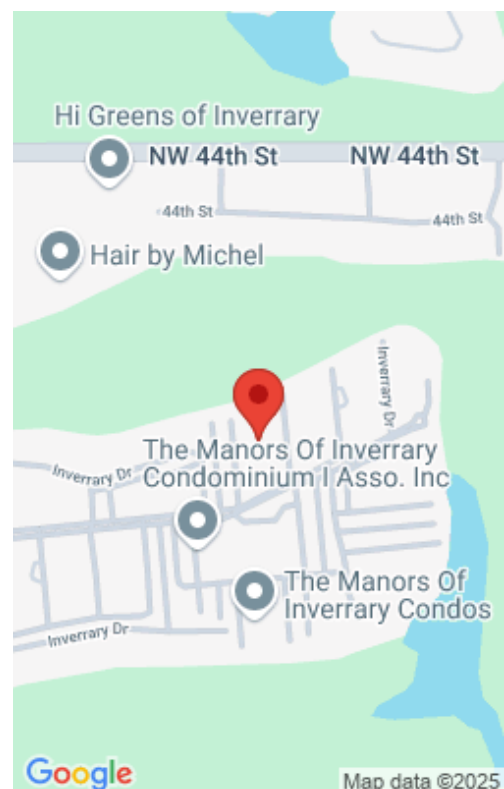 Hi Greens of Inverrary
NW 44th St
NW 44th St
44th St
44th St
Hair by Michel
Inverrary Dr
Inverrary Dr
The Manors Of Inverrary
Condominium I Asso. Inc
The Manors Of
Inverrary Condos
Inverrary Dr
Google
Map data ©2025